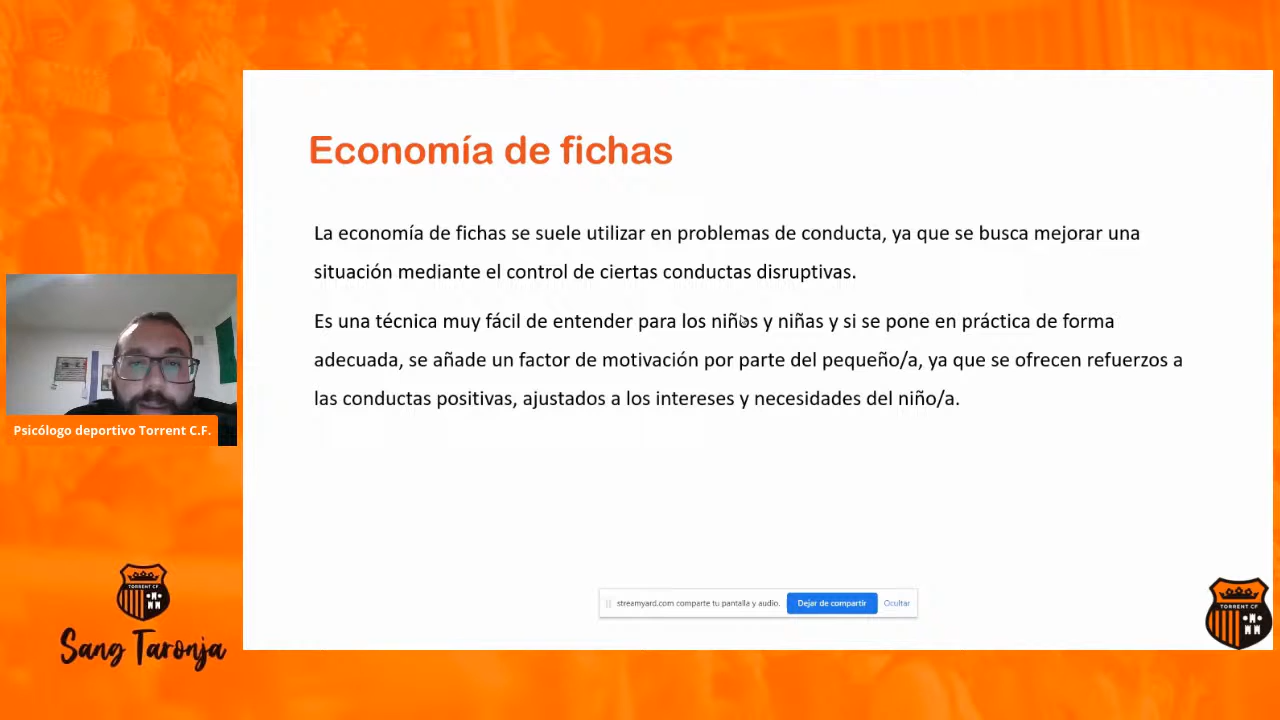 Economía de fichas
La economía de fichas se suele utilizar en problemas de conducta, ya que se busca mejorar una
situación mediante el control de ciertas conductas disruptivas.
Es una técnica muy fácil de entender para los niños y niñas y si se pone en práctica de forma
adecuada, se añade un factor de motivación por parte del pequeño/a, ya que se ofrecen refuerzos a
las conductas positivas, ajustados a los intereses y necesidades del niño/a.
Psicólogo deportivo Torrent C.F.
TORRENT CF
Sang Taronja
streamyard.com comparte tu pantalla y audio.
Dejar de compartir
Ocultar
TORRENT CF